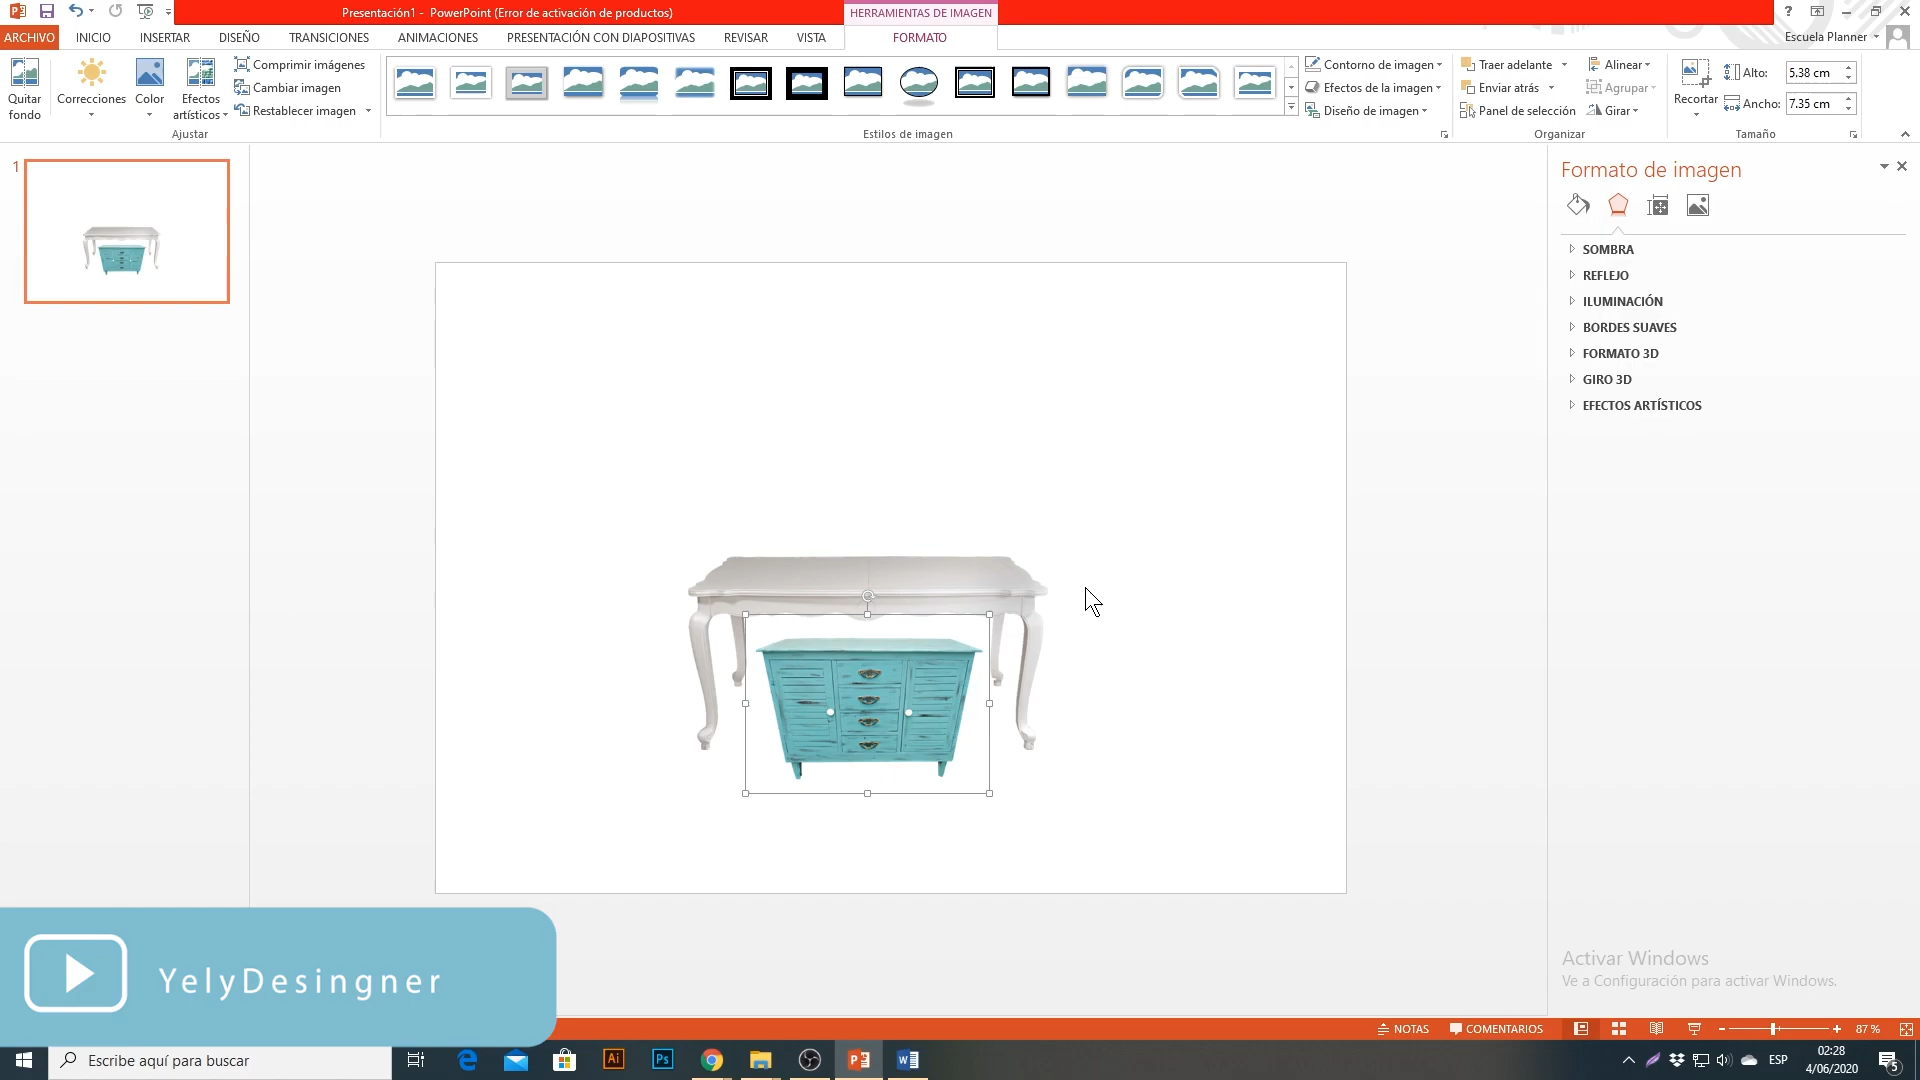 Presentación1 - PowerPoint (Error de activación de productos)
HERRAMIENTAS DE IMAGEN
?
ARCHIVO
INICIO
INSERTAR
DISEÑO
TRANSICIONES
ANIMACIONES
PRESENTACIÓN CON DIAPOSITIVAS
REVISAR
VISTA
FORMATO
Escuela Planner
Quitar fondo
Correcciones
Color
Efectos artísticos
Comprimir imágenes
Cambiar imagen
Restablecer imagen
Contorno de imagen
Efectos de la imagen
Diseño de imagen
Traer adelante
Enviar atrás
Panel de selección
Alinear
Agrupar
Girar
Recortar
Alto: 5.38 cm
Ancho: 7.35 cm
Ajustar
Estilos de imagen
Organizar
Tamaño
1
Formato de imagen
SOMBRA
REFLEJO
ILUMINACIÓN
BORDES SUAVES
FORMATO 3D
GIRO 3D
EFECTOS ARTÍSTICOS
Activar Windows
Ve a Configuración para activar Windows.
YelyDesingner
NOTAS
COMENTARIOS
87 %
Escribe aquí para buscar
Ai
Ps
ESP
02:28
4/06/2020
5